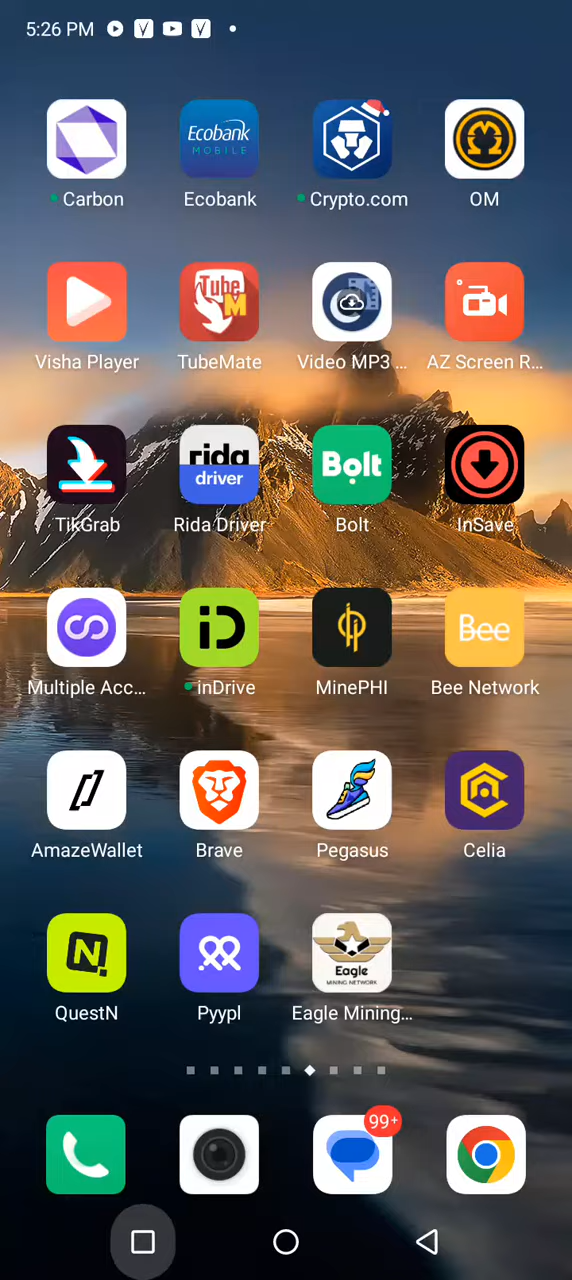 5:26 PM
Carbon
Ecobank
MOBILE
Ecobank
Crypto.com
OM
Visha Player
Tube
M
TubeMate
Video MP3 ...
AZ Screen R...
TikGrab
rida
driver
Rida Driver
Bolt
Bolt
InSave
Multiple Acc...
iD
inDrive
MinePHI
Bee
Bee Network
AmazeWallet
Brave
Pegasus
Celia
N
QuestN
Pyypl
Eagle
MINING NETWORK
Eagle Mining...
99+